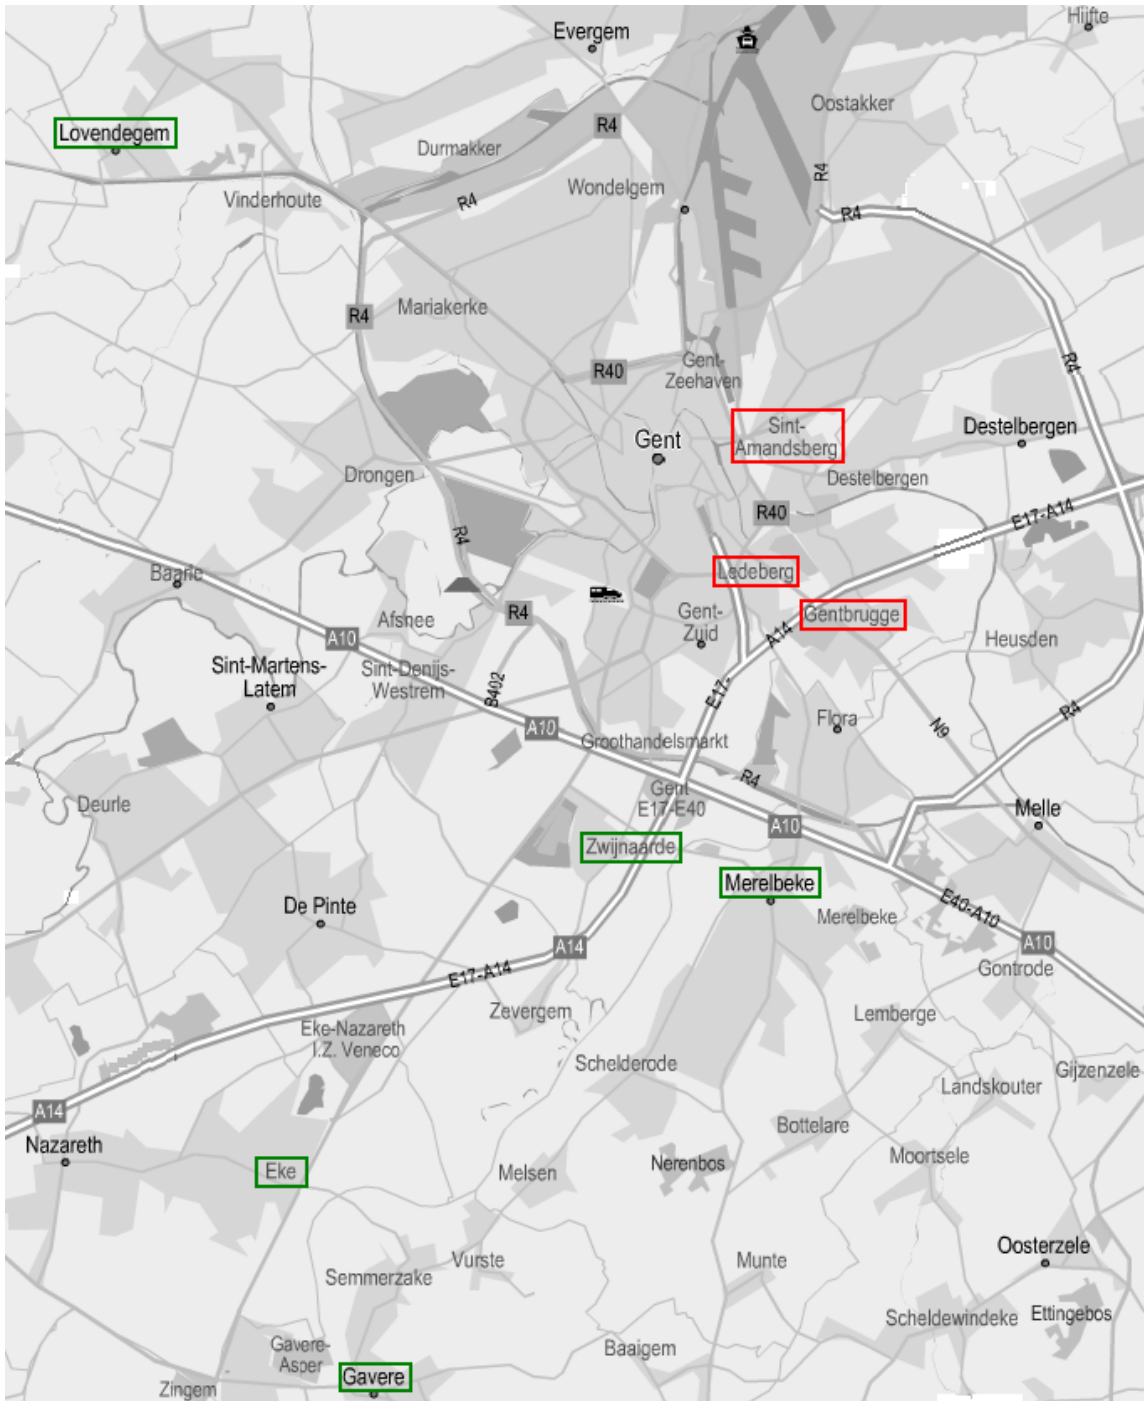 Hijfte
Evergem
Oostakker
R4
Lovendegem
Durmakker
R4
Wondelgem
Vinderhoute
R4
R4
Mariakerke
R4
Gent-
Zeehaven
R40
R4
Sint-
Amandsberg
Gent
Destelbergen
Drongen
Destelbergen
R40
E17-A14
R4
Baarle
Ledeberg
R4
Afsnee
Gent-
Zuid
Gentbrugge
A14
A10
Heusden
Sint-Martens-
Latem
Sint-Denijs-
Westrem
B402
E17-
A10
Flora
N9
R4
Groothandelsmarkt
R4
Gent
E17-E40
Deurle
Melle
A10
Zwijnaarde
Merelbeke
De Pinte
Merelbeke
E40-A10
A14
A10
E17-A14
Gontrode
Zevergem
Lemberge
Eke-Nazareth
I.Z. Veneco
Schelderode
Gijzenzele
Landskouter
A14
Bottelare
Nazareth
Eke
Melsen
Nerenbos
Moortsele
Oosterzele
Vurste
Munte
Semmerzake
Scheldewindeke
Ettingebos
Gavere-
Asper
Baaigem
Gavere
Zingem